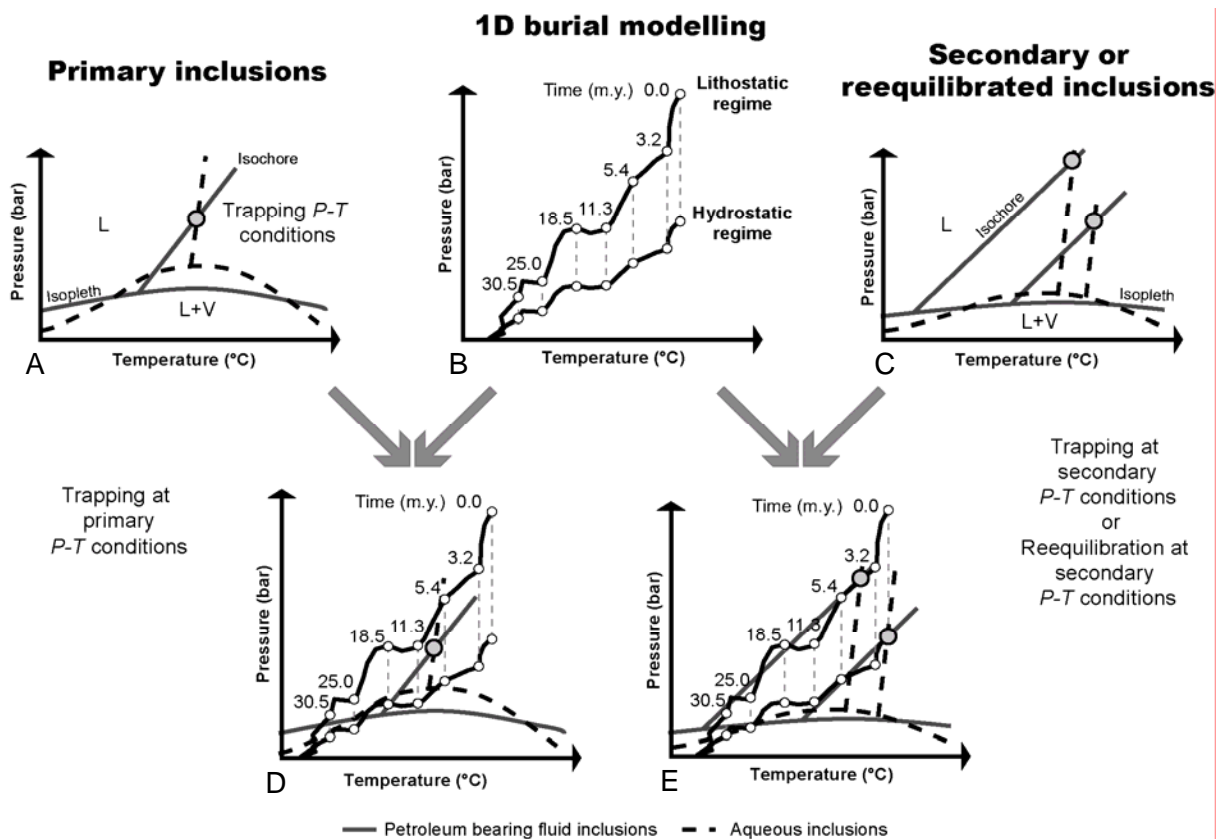 1D burial modelling
Primary inclusions
Secondary or
reequilibrated inclusions
Pressure (bar)
L
Isochore
Trapping P-T
conditions
Isopleth
L+V
Temperature (°C)
A
Pressure (bar)
Time (m.y.)
0.0
Lithostatic
regime
3.2
5.4
18.5
11.3
Hydrostatic
regime
25.0
30.5
Temperature (°C)
B
Pressure (bar)
L
Isochore
Isopleth
L+V
Temperature (°C)
C
Trapping at
primary
P-T conditions
Pressure (bar)
Time (m.y.)
0.0
3.2
5.4
18.5
11.3
25.0
30.5
Temperature (°C)
D
Pressure (bar)
Time (m.y.)
0.0
3.2
5.4
11.3
18.5
25.0
30.5
Temperature (°C)
E
Trapping at
secondary
P-T conditions
or
Reequilibration at
secondary
P-T conditions
Petroleum bearing fluid inclusions
Aqueous inclusions